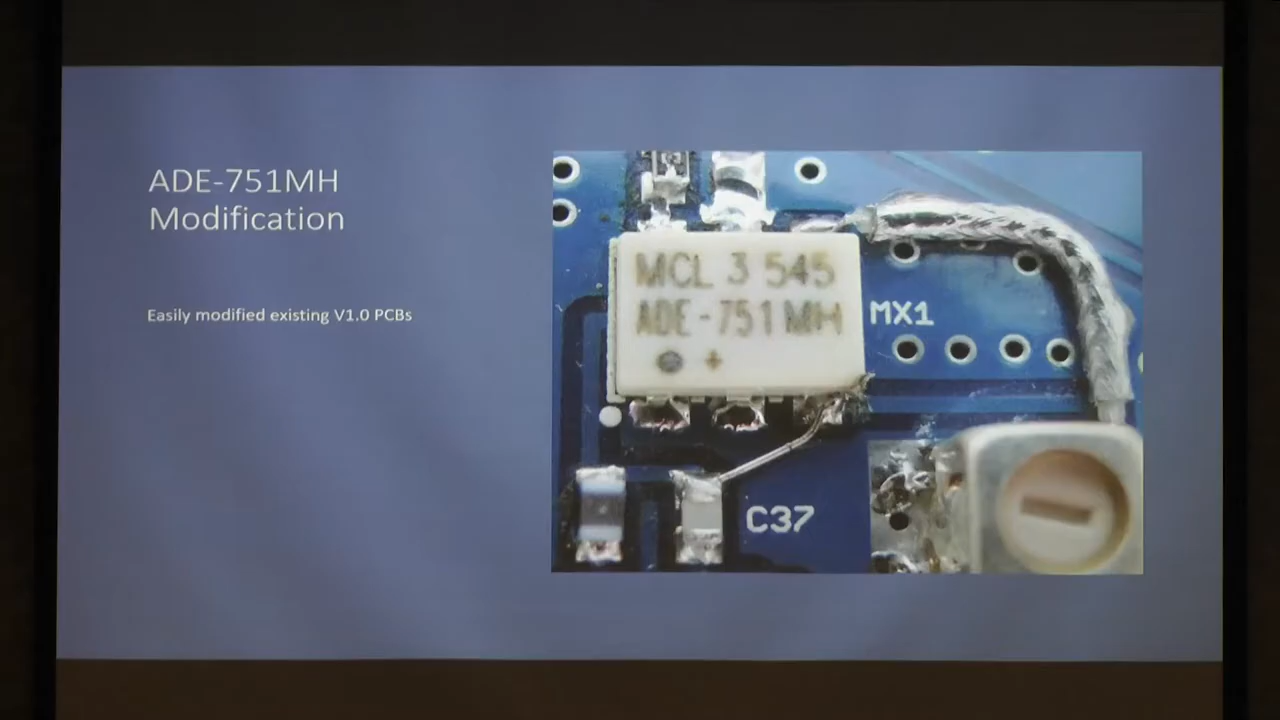 ADE-751MH
Modification
Easily modified existing V1.0 PCBs
MCL 3 545
ADE-751MH
+
MX1
C37